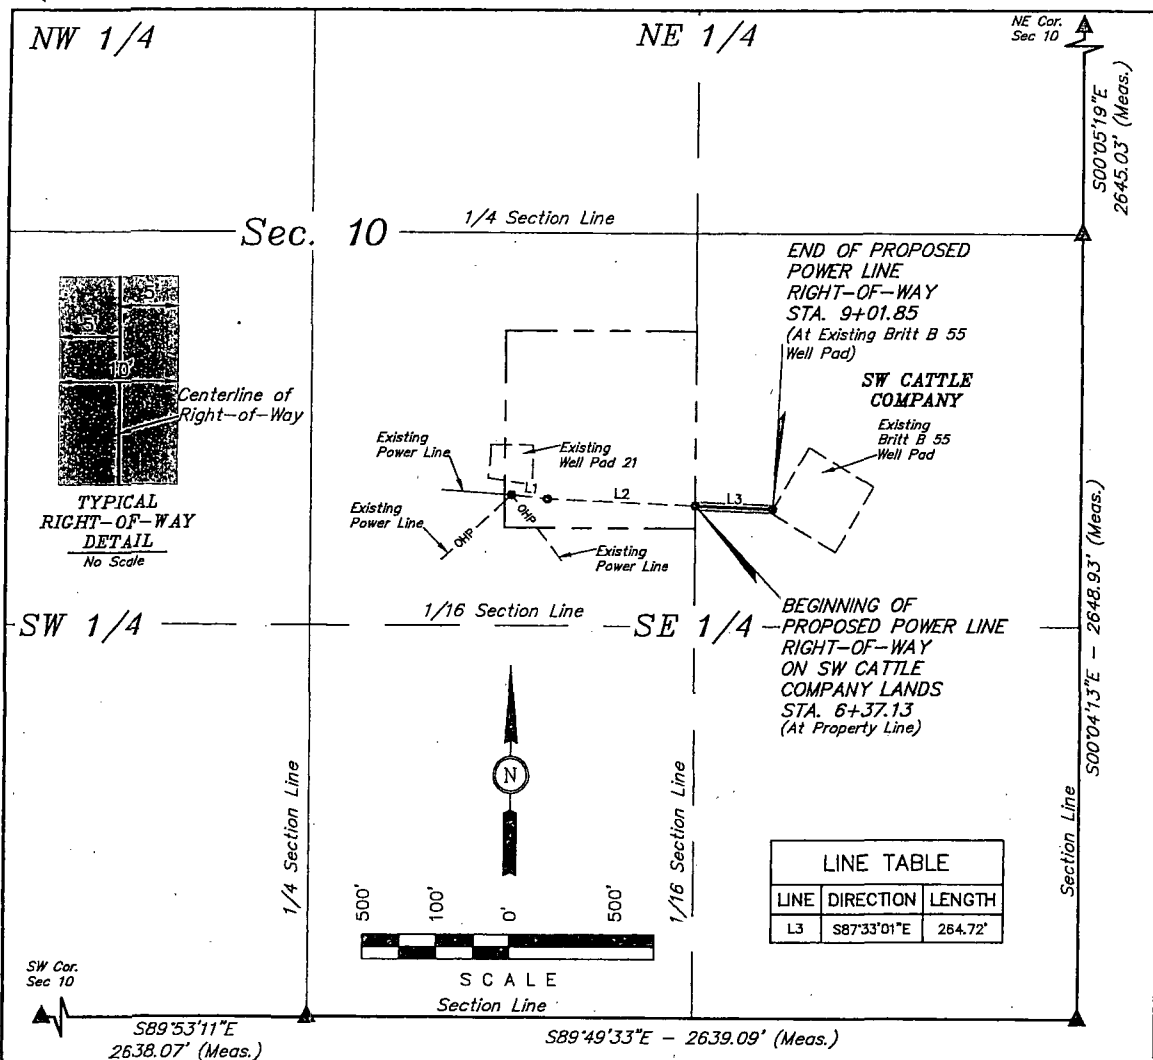 NW 1/4
NE 1/4
NE Cor.
Sec 10
S00°05'19"E
2645.03' (Meas.)
1/4 Section Line
Sec. 10
END OF PROPOSED
POWER LINE
RIGHT-OF-WAY
STA. 9+01.85
(At Existing Britt B 55
Well Pad)
5'
5'
10'
Centerline of
Right-of-Way
TYPICAL
RIGHT-OF-WAY
DETAIL
No Scale
SW CATTLE
COMPANY
Existing
Britt B 55
Well Pad
Existing
Power Line
Existing
Well Pad 21
L1
L2
L3
Existing
Power Line
OHP
OHP
Existing
Power Line
S00°04'13"E - 2648.93' (Meas.)
1/16 Section Line
SW 1/4
SE 1/4
BEGINNING OF
PROPOSED POWER LINE
RIGHT-OF-WAY
ON SW CATTLE
COMPANY LANDS
STA. 6+37.13
(At Property Line)
N
1/4 Section Line
1/16 Section Line
Section Line
LINE TABLE
LINE DIRECTION LENGTH
L3 S87°33'01"E 264.72'
500' 100' 0' 500'
SCALE
SW Cor.
Sec 10
Section Line
S89°53'11"E
2638.07' (Meas.)
S89°49'33"E - 2639.09' (Meas.)